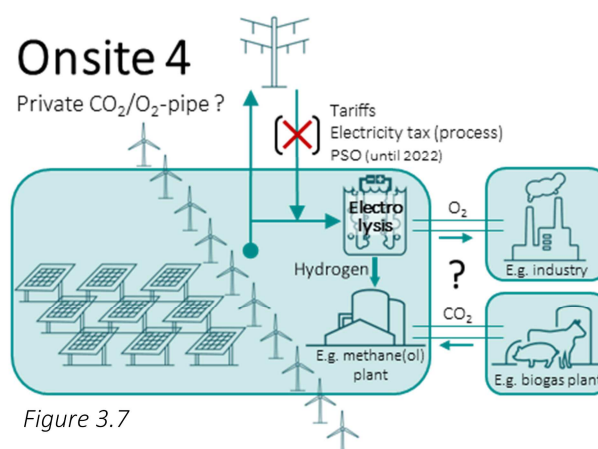 Onsite 4
Private CO₂/O₂-pipe ?
Tariffs
Electricity tax (process)
PSO (until 2022)
Electro
lysis
O₂
E.g. industry
Hydrogen
?
CO₂
E.g. methane(ol)
plant
E.g. biogas plant
Figure 3.7